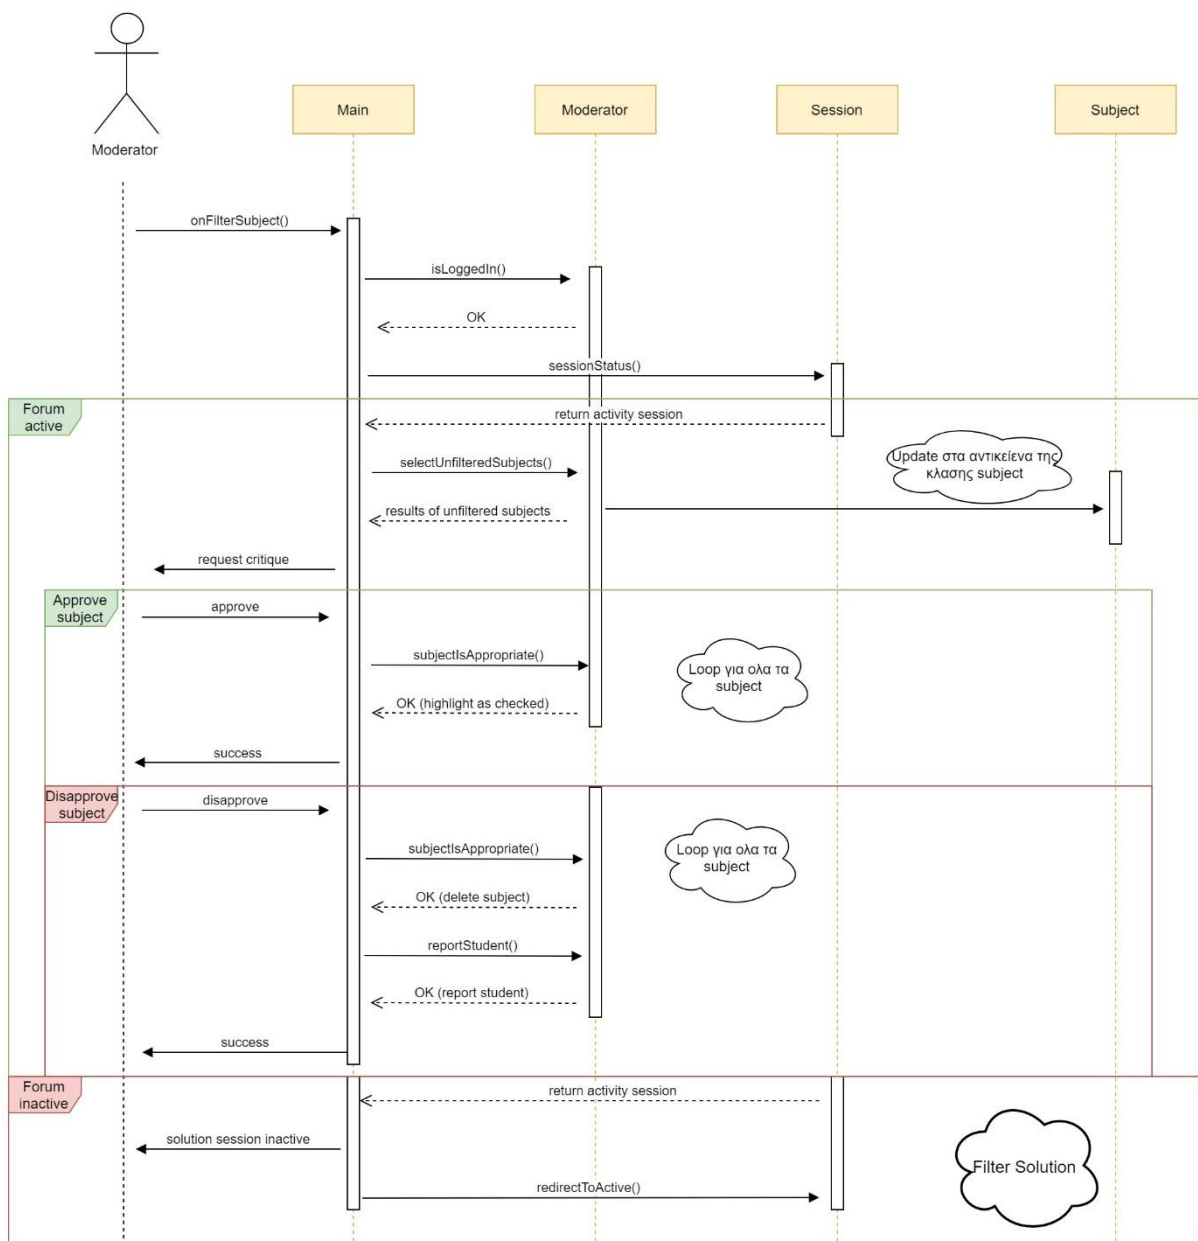 Moderator
Main
Moderator
Session
Subject
onFilterSubject()
isLoggedIn()
OK
sessionStatus()
Forum
active
return activity session
Update στα αντικείενα της
κλασης subject
selectUnfilteredSubjects()
results of unfiltered subjects
request critique
Approve
subject
approve
subjectIsAppropriate()
Loop για ολα τα
subject
OK (highlight as checked)
success
Disapprove
subject
disapprove
subjectIsAppropriate()
Loop για ολα τα
subject
OK (delete subject)
reportStudent()
OK (report student)
success
Forum
inactive
return activity session
solution session inactive
Filter Solution
redirectToActive()